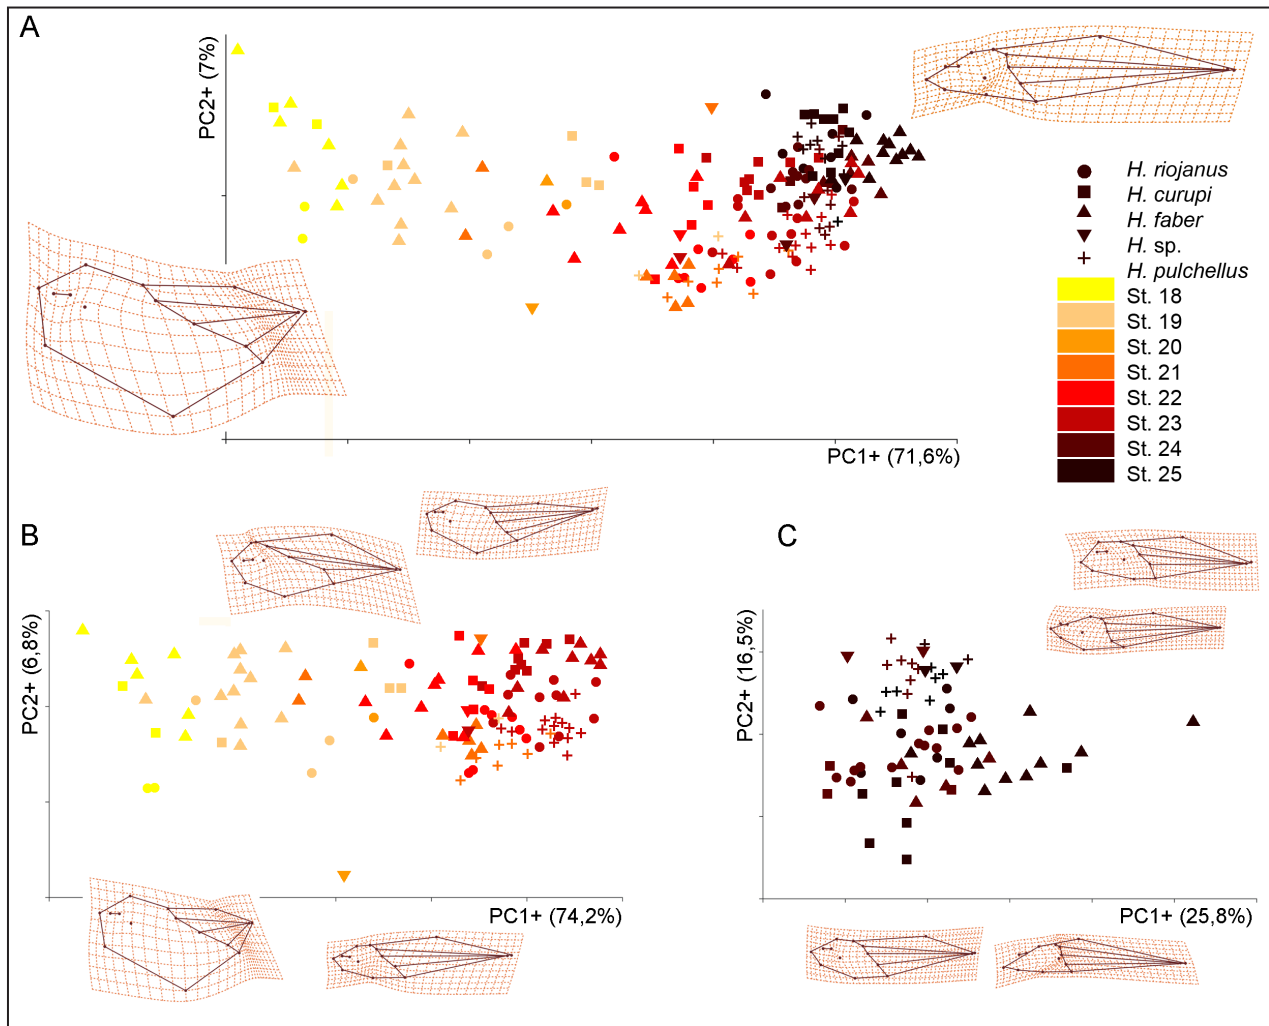 A
PC2+ (7%)
PC1+ (71,6%)
H. riojanus
H. curupi
H. faber
H. sp.
H. pulchellus
St. 18
St. 19
St. 20
St. 21
St. 22
St. 23
St. 24
St. 25
B
PC2+ (6,8%)
PC1+ (74,2%)
C
PC2+ (16,5%)
PC1+ (25,8%)